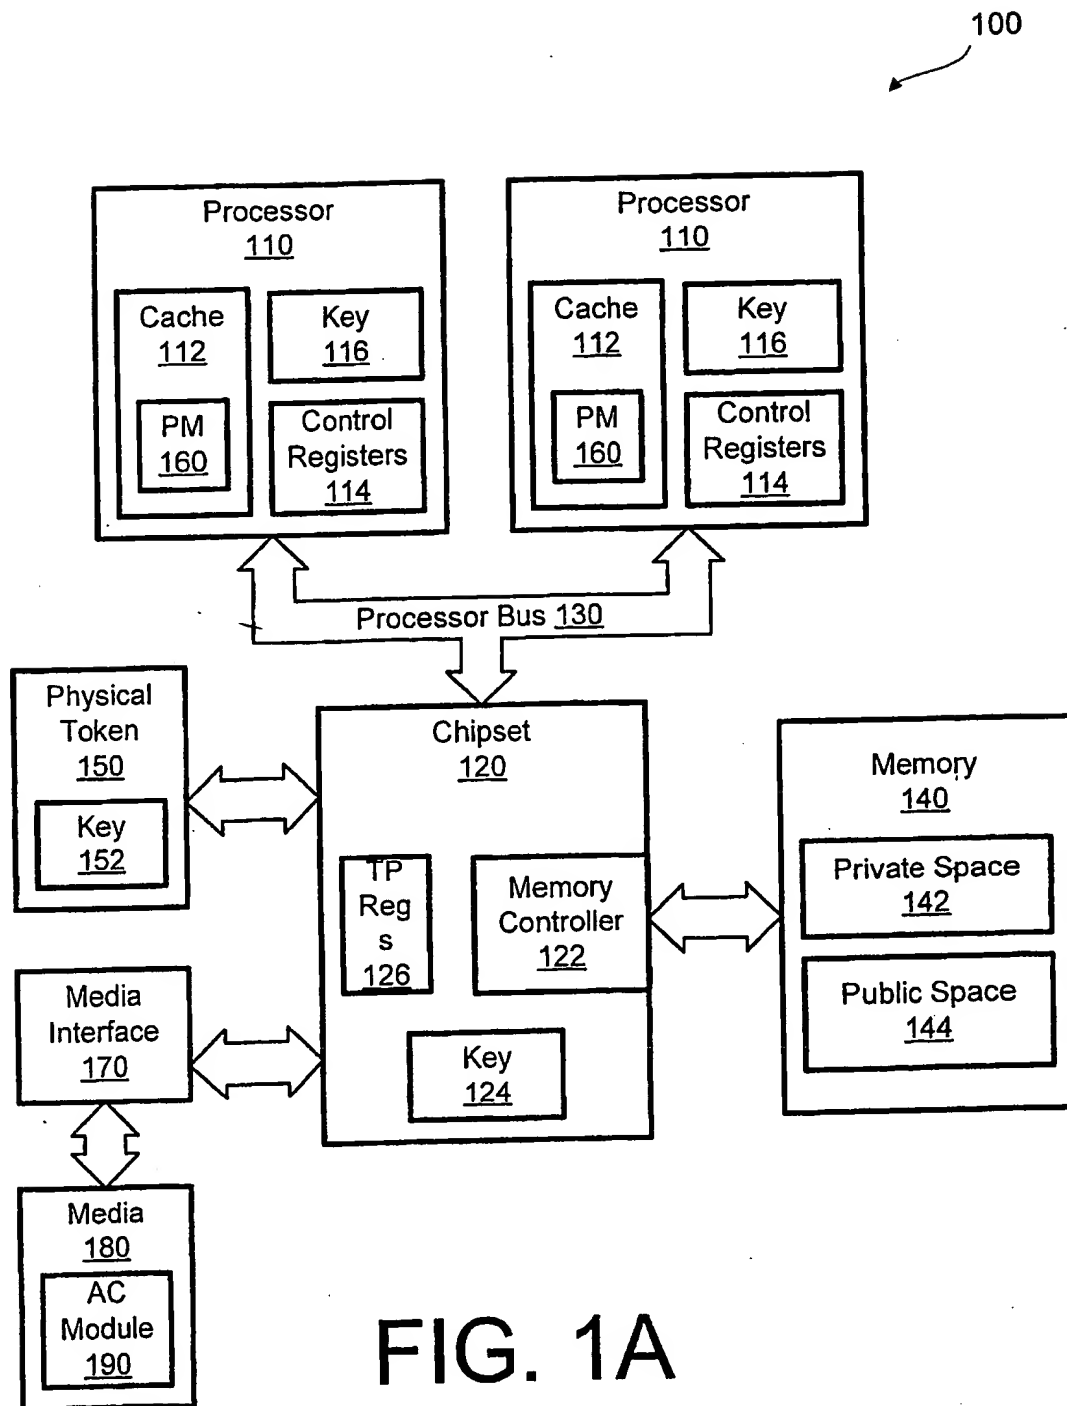 100
Processor
110
Cache
112
PM
160
Key
116
Control
Registers
114
Processor
110
Cache
112
PM
160
Key
116
Control
Registers
114
Processor Bus 130
Physical
Token
150
Key
152
Chipset
120
TP
Reg
s
126
Memory
Controller
122
Key
124
Memory
140
Private Space
142
Public Space
144
Media
Interface
170
Media
180
AC
Module
190
FIG. 1A